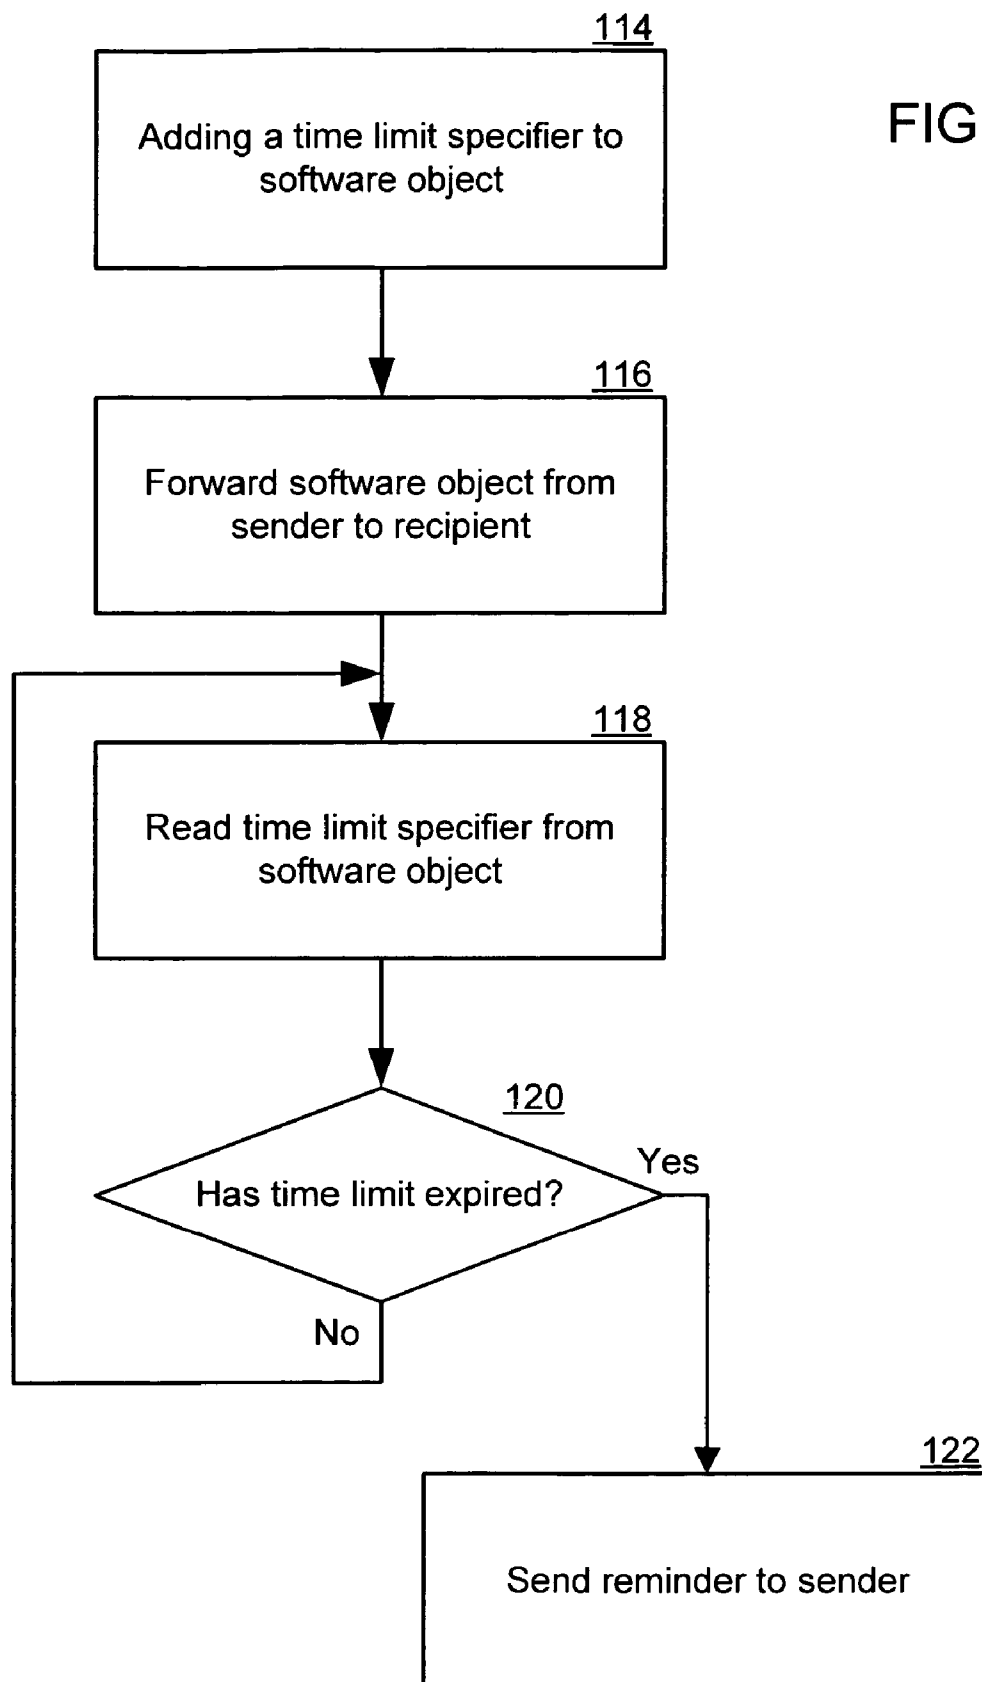 114
FIG
Adding a time limit specifier to
software object
116
Forward software object from
sender to recipient
118
Read time limit specifier from
software object
120
Yes
Has time limit expired?
No
122
Send reminder to sender